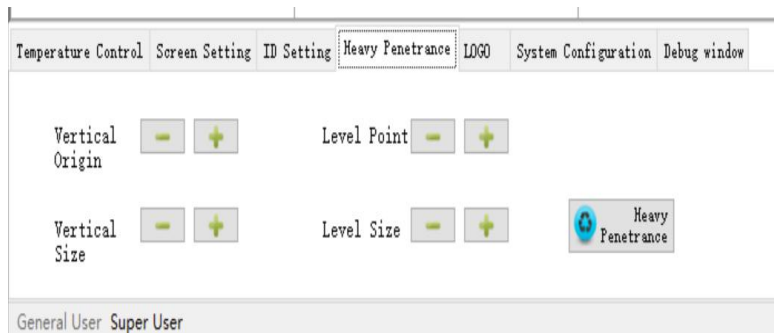 Temperature Control Screen Setting ID Setting Heavy Penetrance LOGO System Configuration Debug window
Vertical
Origin
Level Point
Vertical
Size
Level Size
Heavy
Penetrance
General User Super User